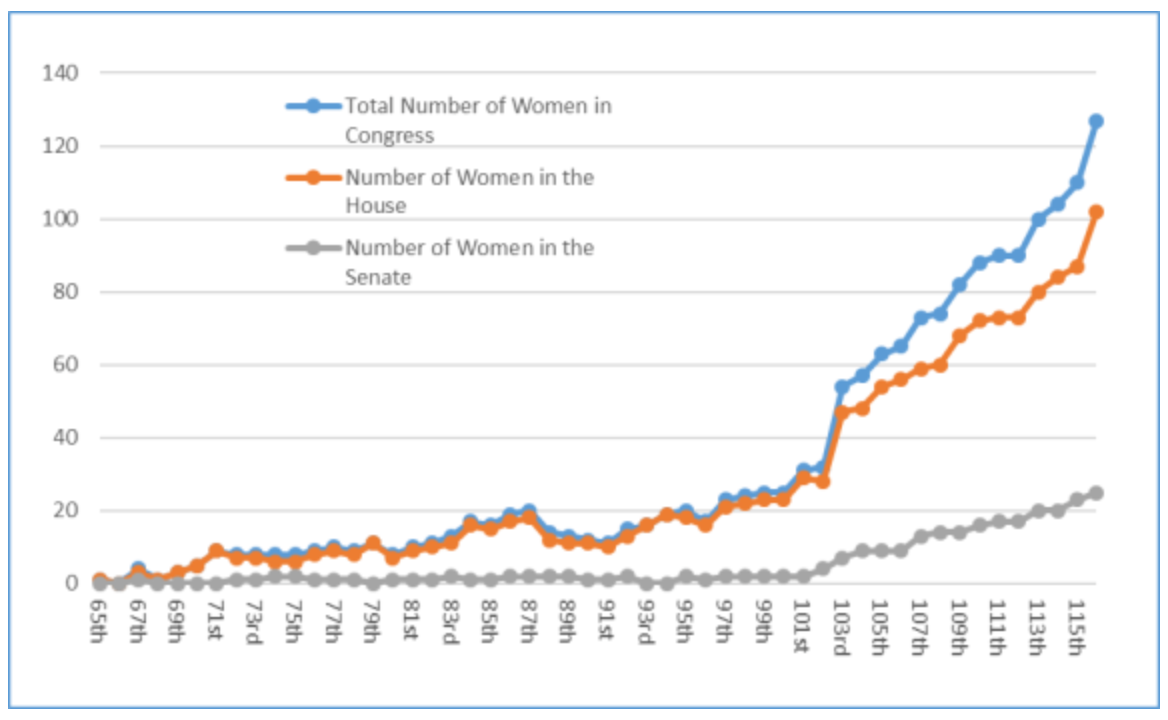 140
120
100
80
60
40
20
0
Total Number of Women in
Congress
Number of Women in the
House
Number of Women in the
Senate
65th
67th
69th
71st
73rd
75th
77th
79th
81st
83rd
85th
87th
89th
91st
93rd
95th
97th
99th
101st
103rd
105th
107th
109th
111th
113th
115th